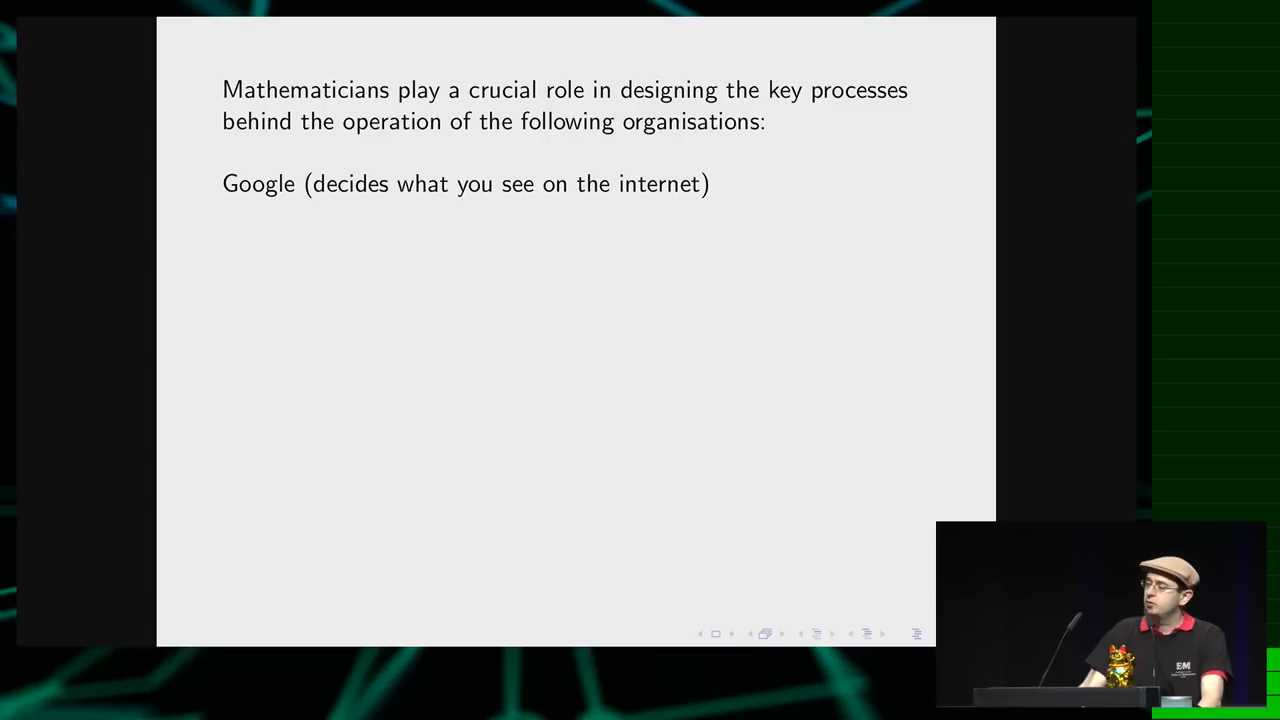 Mathematicians play a crucial role in designing the key processes
behind the operation of the following organisations:
Google (decides what you see on the internet)
EM